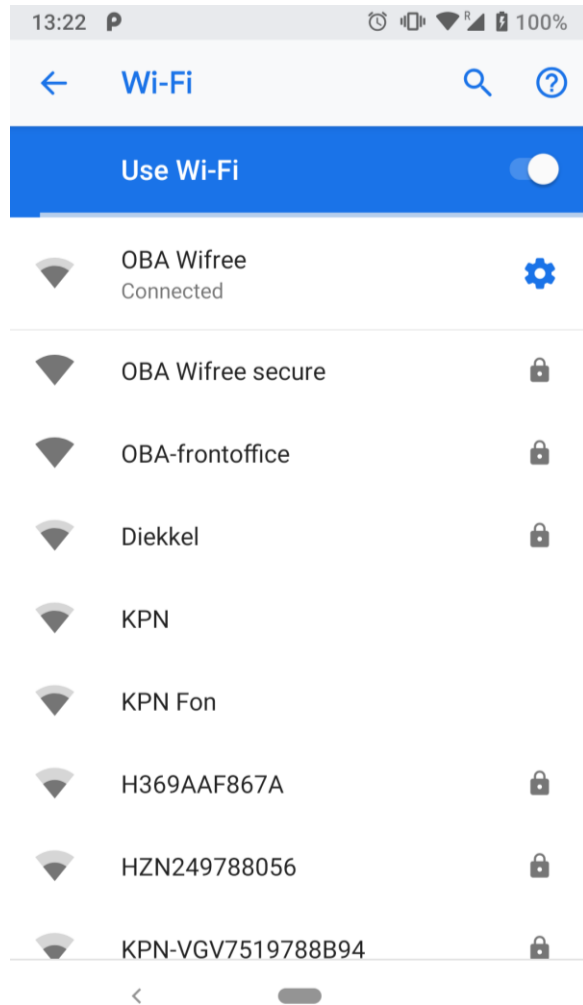 13:22
R
100%
Wi-Fi
Use Wi-Fi
OBA Wifree
Connected
OBA Wifree secure
OBA-frontoffice
Diekkel
KPN
KPN Fon
H369AAF867A
HZN249788056
KPN-VGV7519788B94